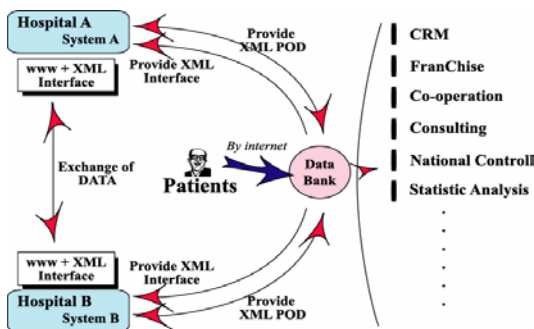 Hospital A
System A
www + XML
Interface
Provide
XML POD
Provide XML
Interface
Exchange of
DATA
By internet
Patients
Data
Bank
www + XML
Interface
Hospital B
System B
Provide XML
Interface
Provide
XML POD
CRM
FranChise
Co-operation
Consulting
National Controll
Statistic Analysis
.
.
.
.
.